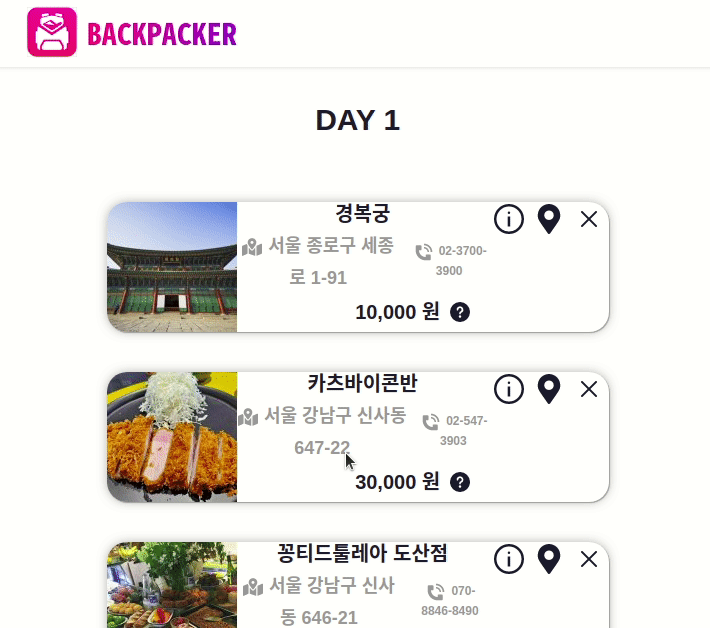 BACKPACKER
DAY 1
경복궁
서울 종로구 세종
로 1-91
02-3700-
3900
10,000 원
카츠바이콘반
서울 강남구 신사동
647-22
02-547-
3903
30,000 원
꽁티드툴레아 도산점
서울 강남구 신사
동 646-21
070-
8846-8490